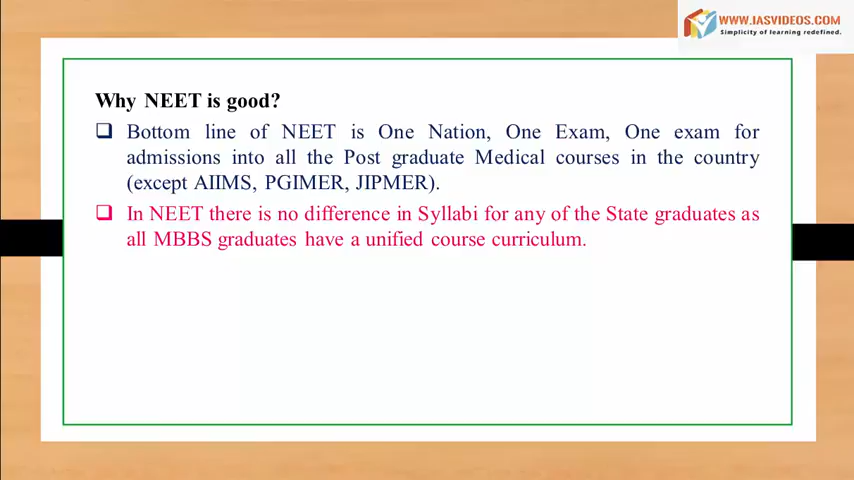 WWW.IASVIDEOS.COM
Simplicity of learning redefined.
Why NEET is good?
Bottom line of NEET is One Nation, One Exam, One exam for
admissions into all the Post graduate Medical courses in the country
(except AIIMS, PGIMER, JIPMER).
In NEET there is no difference in Syllabi for any of the State graduates as
all MBBS graduates have a unified course curriculum.